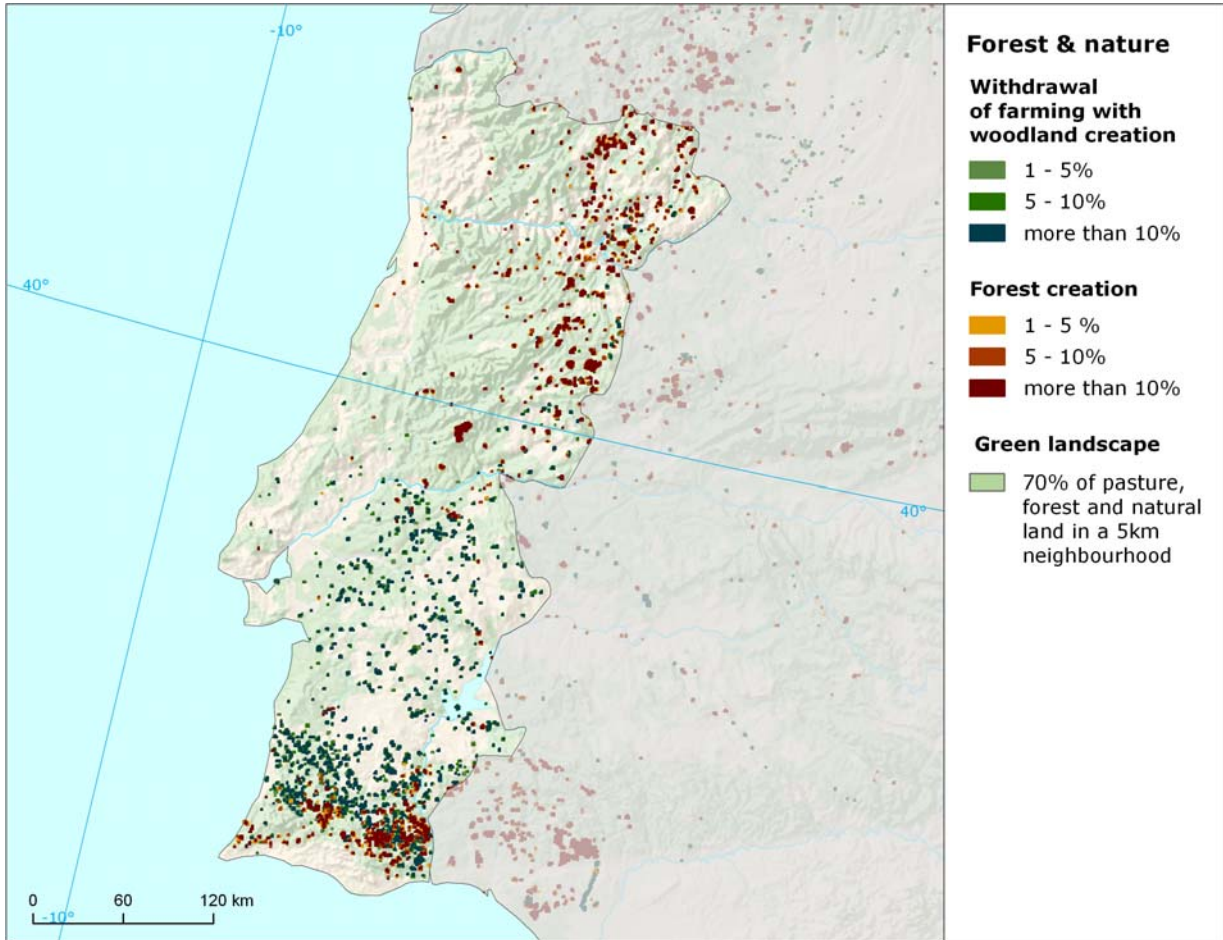 -10°
40°
40°
0 60 120 km
-10°
Forest & nature
Withdrawal
of farming with
woodland creation
1 - 5%
5 - 10%
more than 10%
Forest creation
1 - 5 %
5 - 10%
more than 10%
Green landscape
70% of pasture,
forest and natural
land in a 5km
neighbourhood